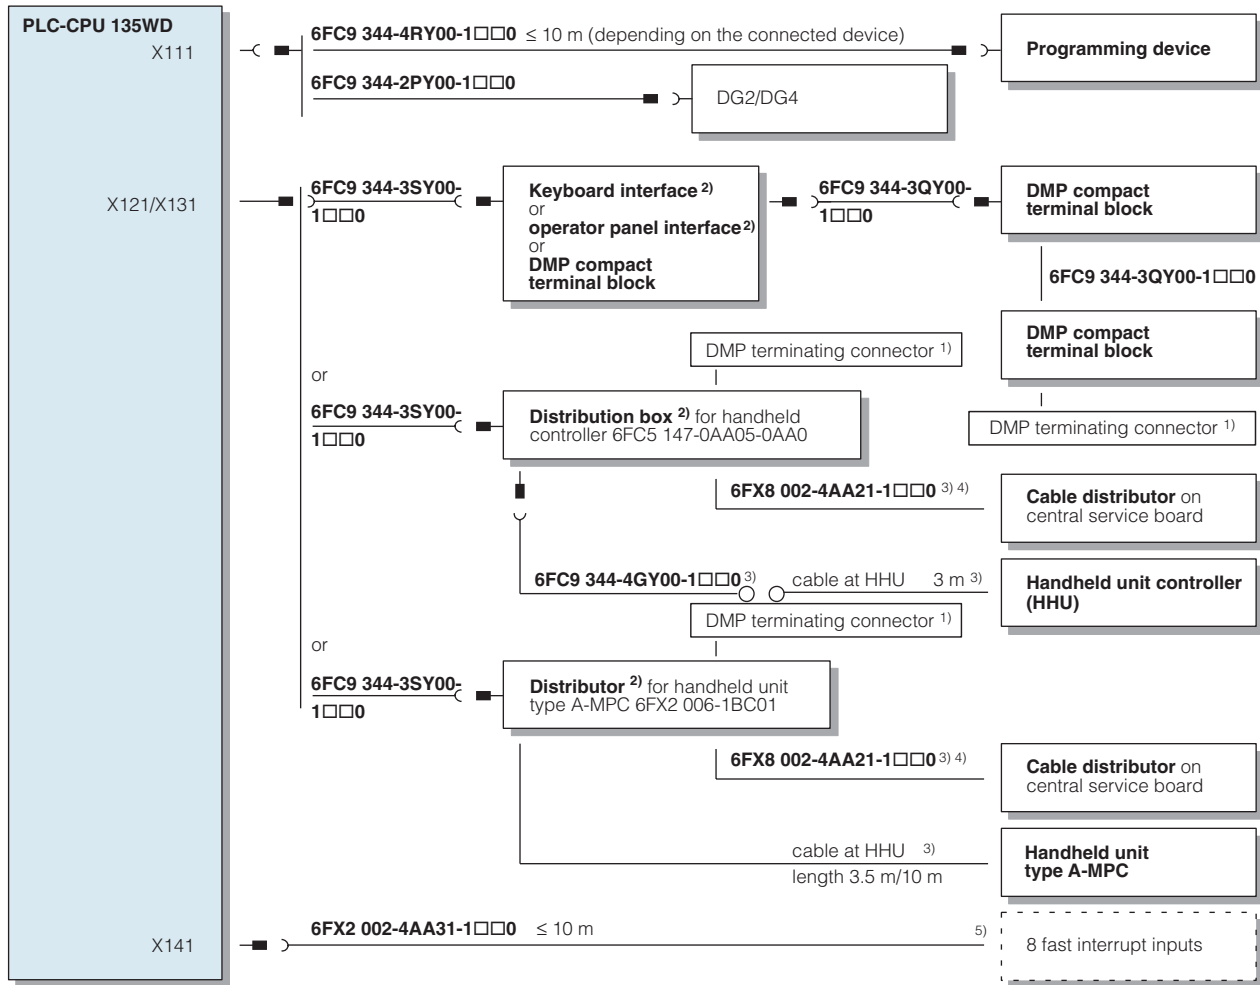 PLC-CPU 135WD
X111
6FC9 344-4RY00-1□□0 ≤ 10 m (depending on the connected device)
Programming device
6FC9 344-2PY00-1□□0
DG2/DG4
X121/X131
6FC9 344-3SY00-
1□□0
Keyboard interface 2)
or
operator panel interface 2)
or
DMP compact
terminal block
6FC9 344-3QY00-
1□□0
DMP compact
terminal block
6FC9 344-3QY00-1□□0
DMP compact
terminal block
DMP terminating connector 1)
DMP terminating connector 1)
or
6FC9 344-3SY00-
1□□0
Distribution box 2) for handheld
controller 6FC5 147-0AA05-0AA0
6FX8 002-4AA21-1□□0 3) 4)
Cable distributor on
central service board
6FC9 344-4GY00-1□□0 3)
cable at HHU 3 m 3)
Handheld unit controller
(HHU)
DMP terminating connector 1)
or
6FC9 344-3SY00-
1□□0
Distributor 2) for handheld unit
type A-MPC 6FX2 006-1BC01
6FX8 002-4AA21-1□□0 3) 4)
Cable distributor on
central service board
cable at HHU 3)
length 3.5 m/10 m
Handheld unit
type A-MPC
X141
6FX2 002-4AA31-1□□0 ≤ 10 m
5)
8 fast interrupt inputs